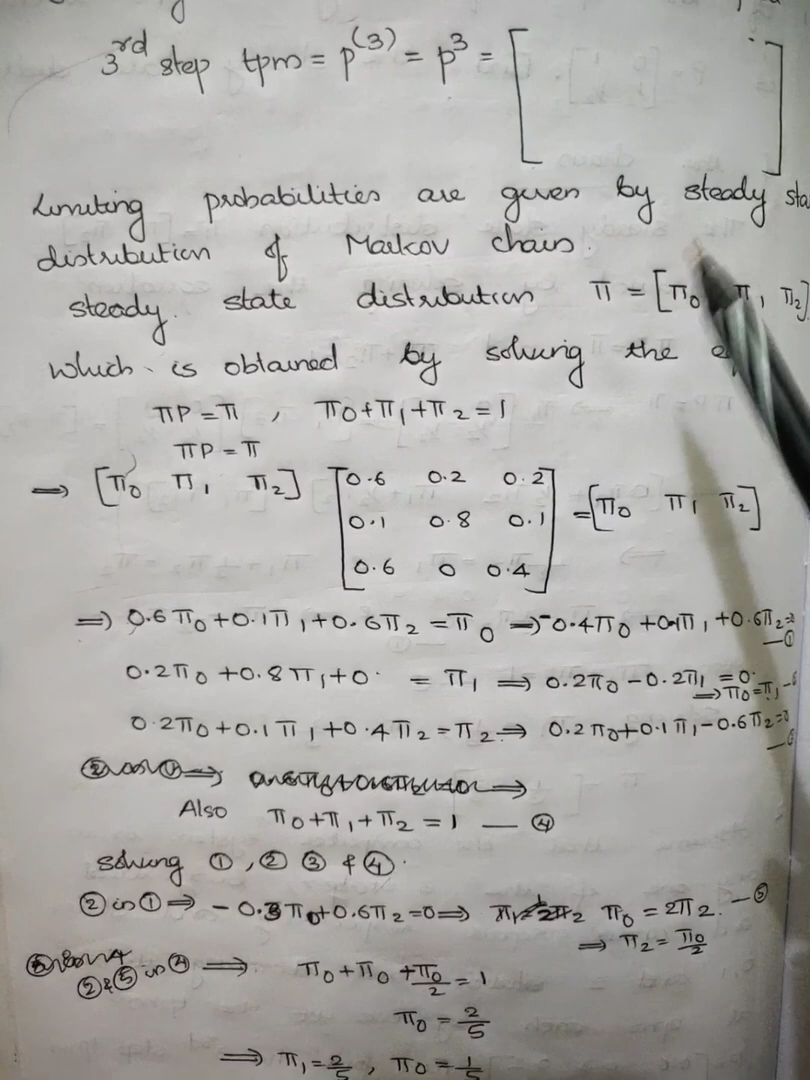 3rd step tpm = p(3) = p3 =
Limiting probabilities are given by steady sta
distribution of Markov chain.
steady state distribution π = [π0 π1, π2]
which is obtained by solving the
πP = π , π0 + π1 + π2 = 1
πP = π
⟹ [π0 π1 π2] [0.6 0.2 0.2 = [π0 π1 π2]
0.1 0.8 0.1
0.6 0 0.4]
⟹ 0.6π0 + 0.1π1 + 0.6π2 = π0 ⟹ -0.4π0 + 0.1π1 + 0.6π2 = 0 —①
0.2π0 + 0.8π1 + 0. = π1 ⟹ 0.2π0 - 0.2π1 = 0.
⟹ π0 = π1 —
0.2π0 + 0.1π1 + 0.4π2 = π2 ⟹ 0.2π0 + 0.1π1 - 0.6π2 = 0 —
Also π0 + π1 + π2 = 1 — ④
solving ①, ② ③ & ④.
② in ① ⟹ - 0.3π0 + 0.6π2 = 0 ⟹ π0 = 2π2. —⑤
⟹ π2 = π0/2
② & ⑤ in ④ ⟹ π0 + π0 + π0/2 = 1
π0 = 2/5
⟹ π1 = 2/5, π0 = 1/5